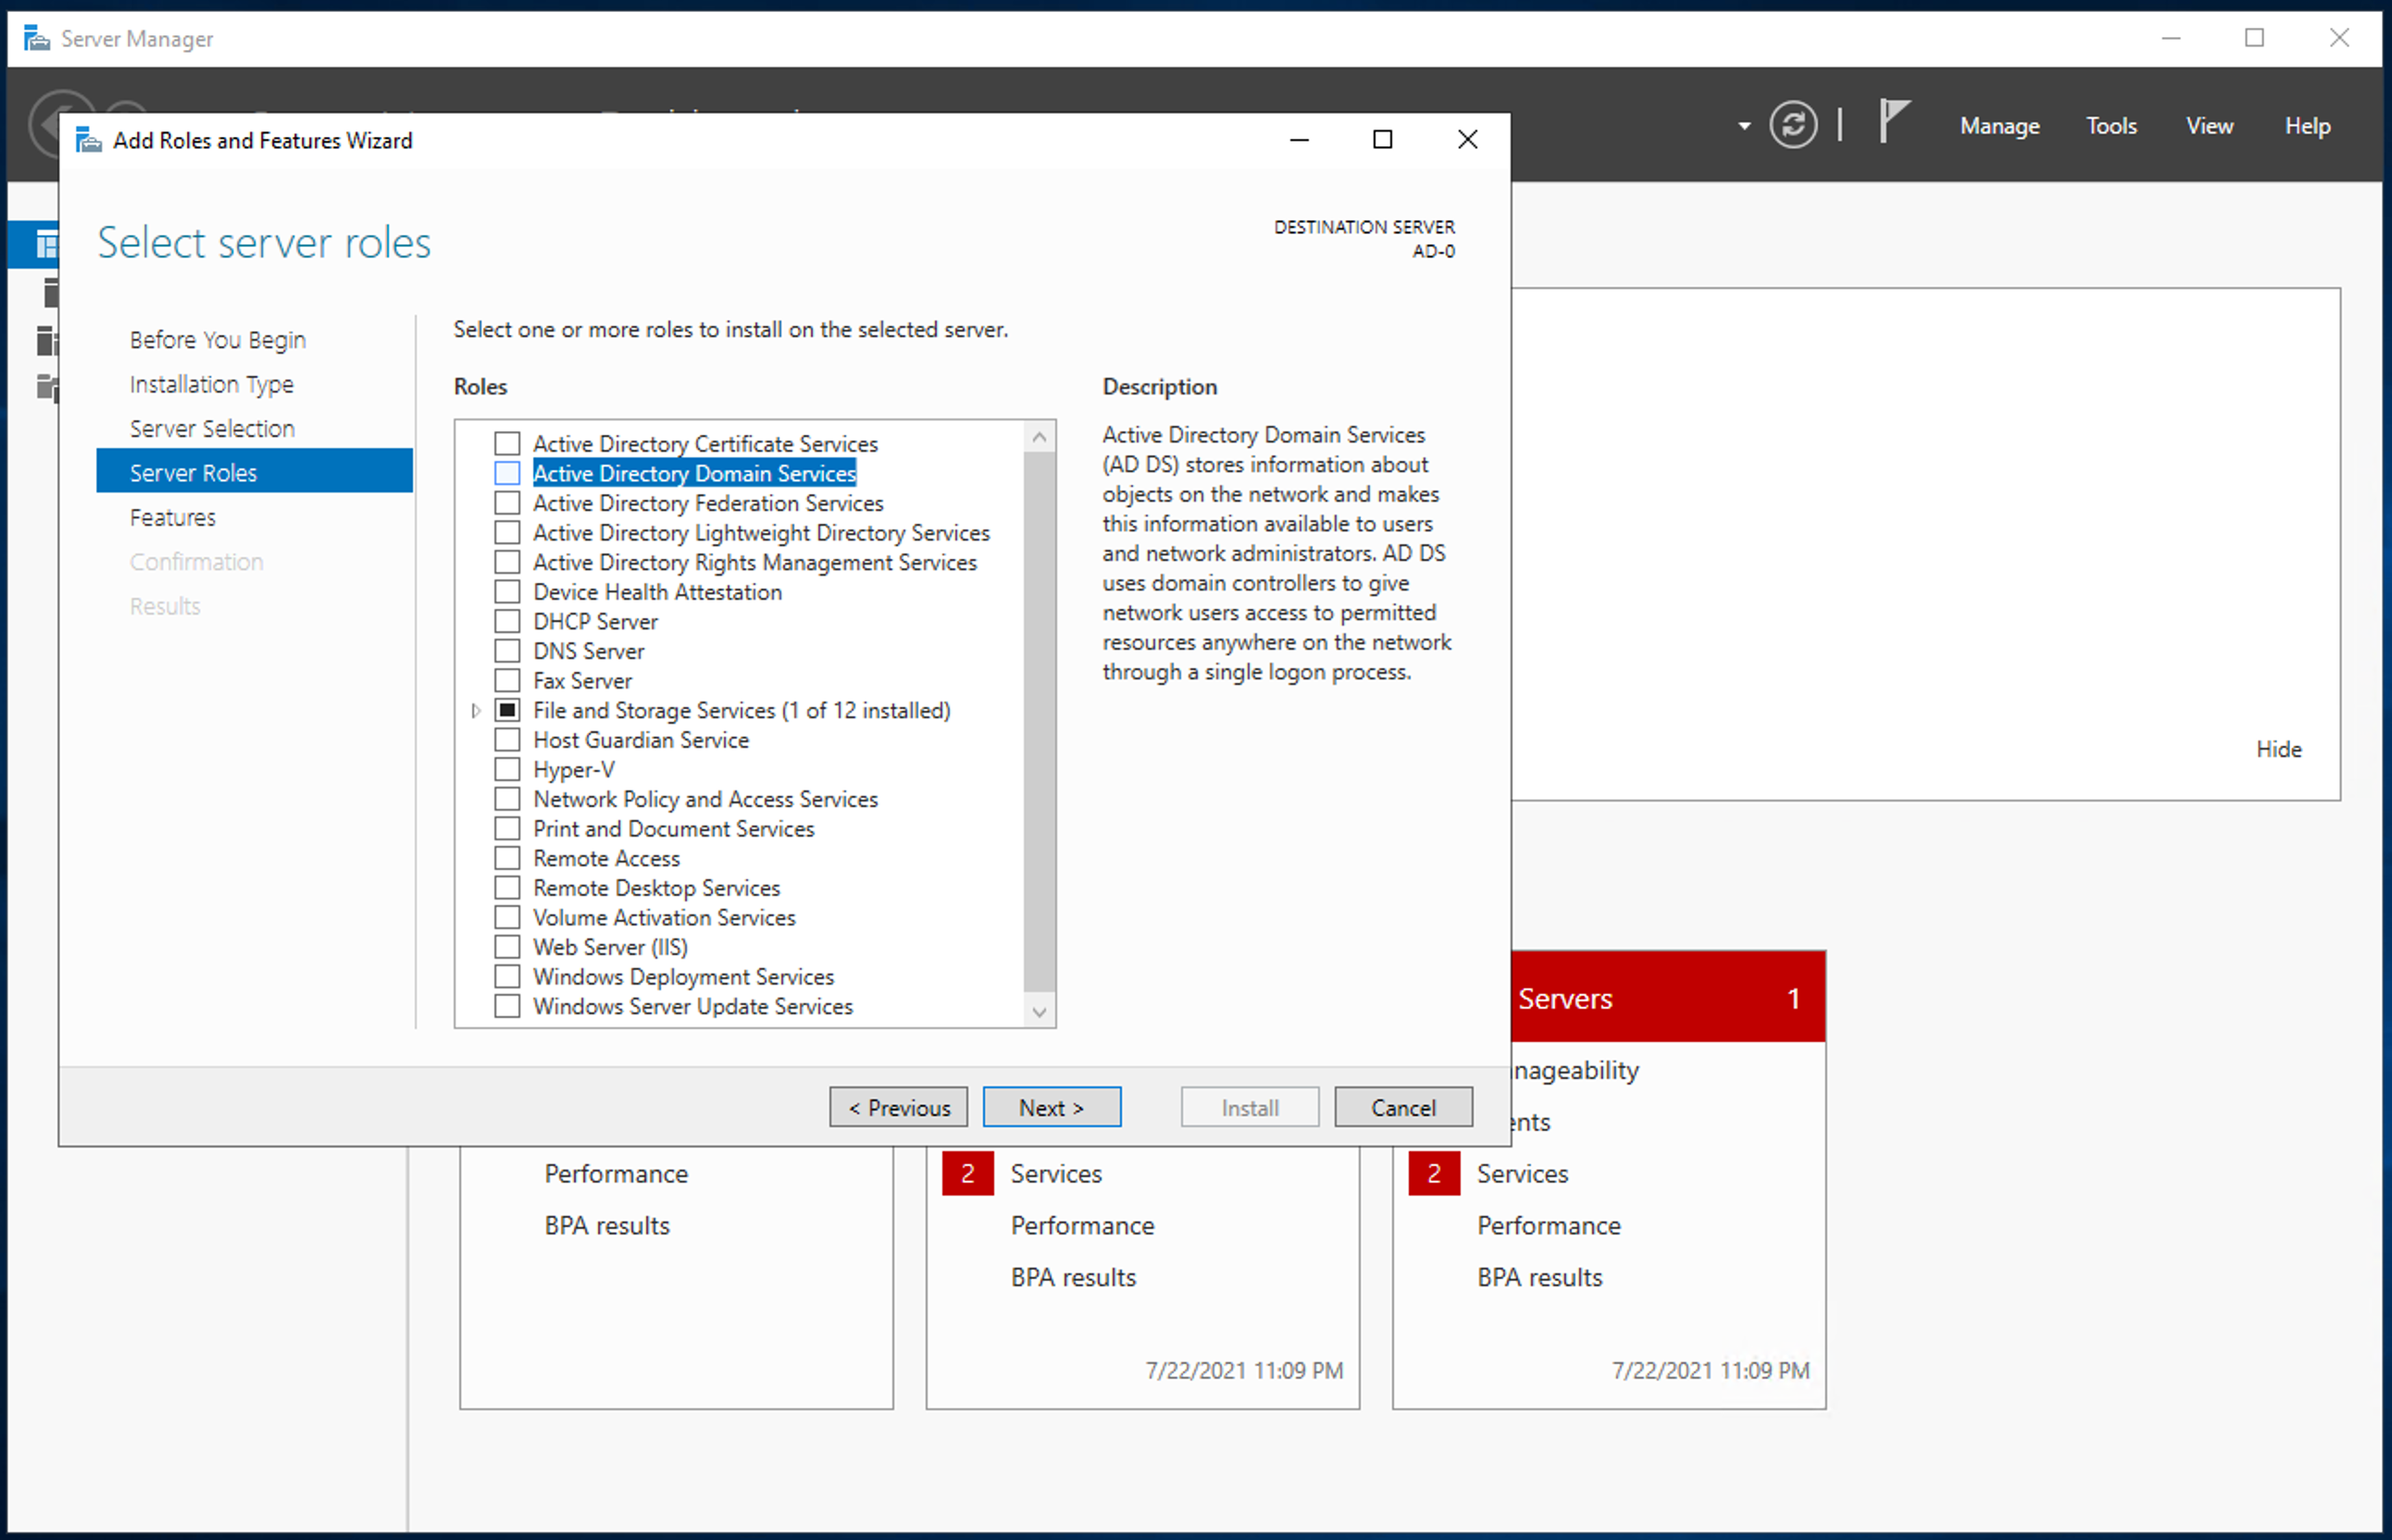 Server Manager
Manage
Tools
View
Help
Add Roles and Features Wizard
Select server roles
DESTINATION SERVER
AD-0
Before You Begin
Installation Type
Server Selection
Server Roles
Features
Confirmation
Results
Select one or more roles to install on the selected server.
Roles
Active Directory Certificate Services
Active Directory Domain Services
Active Directory Federation Services
Active Directory Lightweight Directory Services
Active Directory Rights Management Services
Device Health Attestation
DHCP Server
DNS Server
Fax Server
File and Storage Services (1 of 12 installed)
Host Guardian Service
Hyper-V
Network Policy and Access Services
Print and Document Services
Remote Access
Remote Desktop Services
Volume Activation Services
Web Server (IIS)
Windows Deployment Services
Windows Server Update Services
Description
Active Directory Domain Services
(AD DS) stores information about
objects on the network and makes
this information available to users
and network administrators. AD DS
uses domain controllers to give
network users access to permitted
resources anywhere on the network
through a single logon process.
< Previous
Next >
Install
Cancel
Hide
Servers 1
nageability
ents
Performance
BPA results
2 Services
Performance
BPA results
7/22/2021 11:09 PM
2 Services
Performance
BPA results
7/22/2021 11:09 PM